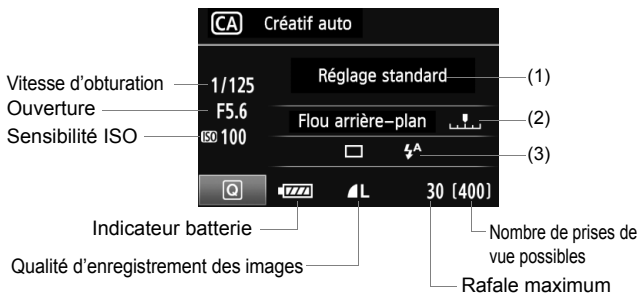 CA Créatif auto
Vitesse d'obturation
1/125
Réglage standard
(1)
Ouverture
F5.6
Flou arrière-plan
(2)
Sensibilité ISO
ISO 100
A
(3)
Q
L
30 [400]
Indicateur batterie
Nombre de prises de
vue possibles
Qualité d'enregistrement des images
Rafale maximum